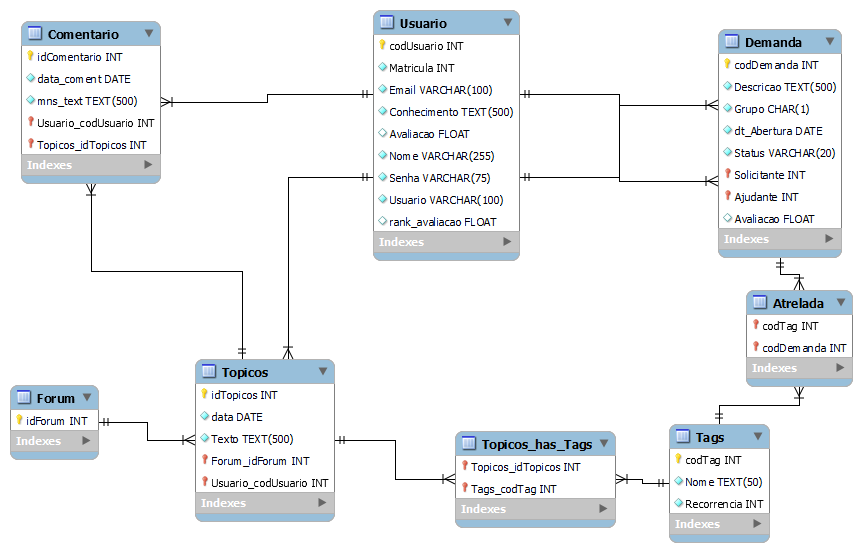 Comentario
idComentario INT
data_coment DATE
mns_text TEXT(500)
Usuario_codUsuario INT
Topicos_idTopicos INT
Indexes
Usuario
codUsuario INT
Matricula INT
Email VARCHAR(100)
Conhecimento TEXT(500)
Avaliacao FLOAT
Nome VARCHAR(255)
Senha VARCHAR(75)
Usuario VARCHAR(100)
rank_avaliacao FLOAT
Indexes
Demanda
codDemanda INT
Descricao TEXT(500)
Grupo CHAR(1)
dt_Abertura DATE
Status VARCHAR(20)
Solicitante INT
Ajudante INT
Avaliacao FLOAT
Indexes
Atrelada
codTag INT
codDemanda INT
Indexes
Forum
idForum INT
Indexes
Topicos
idTopicos INT
data DATE
Texto TEXT(500)
Forum_idForum INT
Usuario_codUsuario INT
Indexes
Topicos_has_Tags
Topicos_idTopicos INT
Tags_codTag INT
Indexes
Tags
codTag INT
Nome TEXT(50)
Recorrencia INT
Indexes